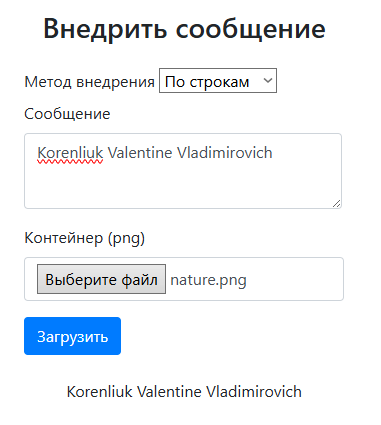 Внедрить сообщение
Метод внедрения По строкам
Сообщение
Korenliuk Valentine Vladimirovich
Контейнер (png)
Выберите файл nature.png
Загрузить
Korenliuk Valentine Vladimirovich